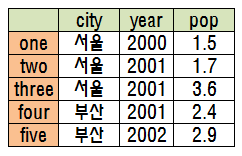 city year pop
one 서울 2000 1.5
two 서울 2001 1.7
three 서울 2001 3.6
four 부산 2001 2.4
five 부산 2002 2.9